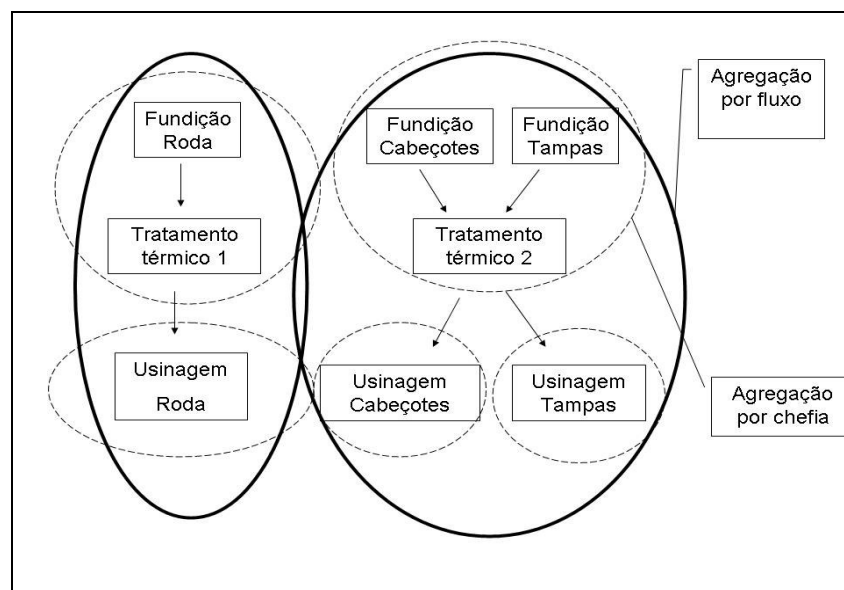 Fundição
Roda
Fundição
Cabeçotes
Fundição
Tampas
Agregação
por fluxo
Tratamento
térmico 1
Tratamento
térmico 2
Usinagem
Roda
Usinagem
Cabeçotes
Usinagem
Tampas
Agregação
por chefia